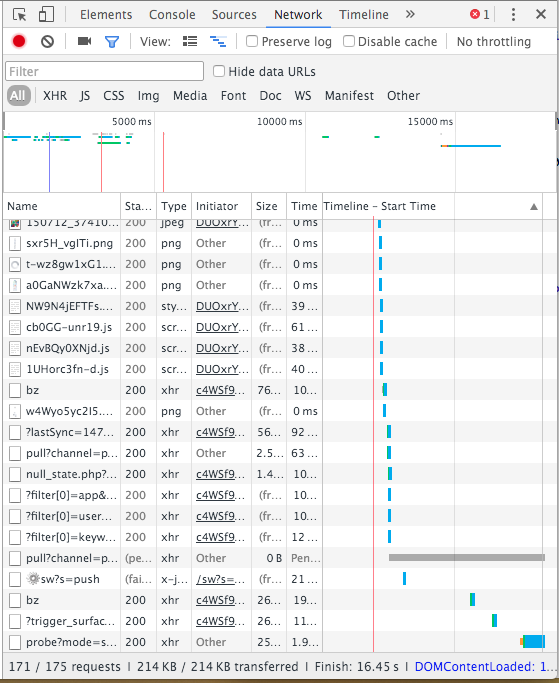 Elements Console Sources Network Timeline » 1
View: Preserve log Disable cache No throttling
Filter Hide data URLs
All XHR JS CSS Img Media Font Doc WS Manifest Other
5000 ms 10000 ms 15000 ms
Name Sta... Type Initiator Size Time Timeline – Start Time
150712_37410... 200 jpeg DUOxrY... (fr... 0 ms
sxr5H_vglTi.png 200 png Other (fr... 0 ms
t-wz8gw1xG1.... 200 png Other (fr... 0 ms
a0GaNWzk7xa.... 200 png Other (fr... 0 ms
NW9N4jEFTFs.... 200 sty... DUOxrY... (fr... 39 ...
cb0GG-unr19.js 200 scr... DUOxrY... (fr... 61 ...
nEvBQy0XNjd.js 200 scr... DUOxrY... (fr... 38 ...
1UHorc3fn-d.js 200 scr... DUOxrY... (fr... 40 ...
bz 200 xhr c4WSf9... 76... 10...
w4Wyo5yc2I5.... 200 png Other (fr... 0 ms
?lastSync=147... 200 xhr c4WSf9... 56... 92 ...
pull?channel=p... 200 xhr Other 2.5... 63 ...
null_state.php?... 200 xhr c4WSf9... 1.4... 10...
?filter[0]=app&... 200 xhr c4WSf9... (fr... 10...
?filter[0]=user... 200 xhr c4WSf9... (fr... 10...
?filter[0]=keyw... 200 xhr c4WSf9... (fr... 12 ...
pull?channel=p... (pe... xhr Other 0 B Pen...
sw?s=push (fai... x-j... /sw?s=... (fr... 21 ...
bz 200 xhr c4WSf9... 26... 19...
?trigger_surfac... 200 xhr c4WSf9... 26... 11...
probe?mode=s... 200 xhr Other 25... 1.9...
171 / 175 requests | 214 KB / 214 KB transferred | Finish: 16.45 s | DOMContentLoaded: 1...